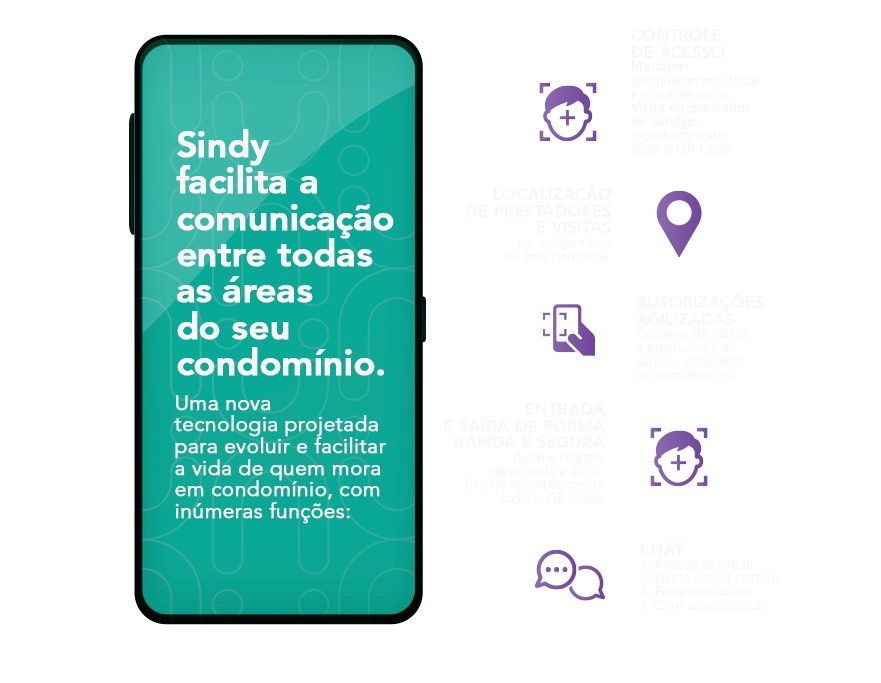 Sindy
facilita a
comunicação
entre todas
as áreas
do seu
condomínio.
Uma nova
tecnologia projetada
para evoluir e facilitar
a vida de quem mora
em condomínio, com
inúmeras funções:
CONTROLE
DE ACESSO
Morador:
reconhecimento facial
e placa de carro.
Visita ou prestador
de serviço:
reconhecimento
facial e QR Code.
LOCALIZAÇÃO
DE PRESTADORES
E VISITAS
que estejam fora
da área permitida.
AUTORIZAÇÕES
AGILIZADAS
Cadastro de visitas
e prestadores de
serviço, periódicos
ou permanentes.
ENTRADA
E SAÍDA DE FORMA
RÁPIDA E SEGURA
Aviso e registro
de entrada e saída.
Uso de reconhecimento
facial e QR Code.
CHAT
1. Assistente virtual
2. Direto com a portaria
3. Entre moradores
4. Com administração